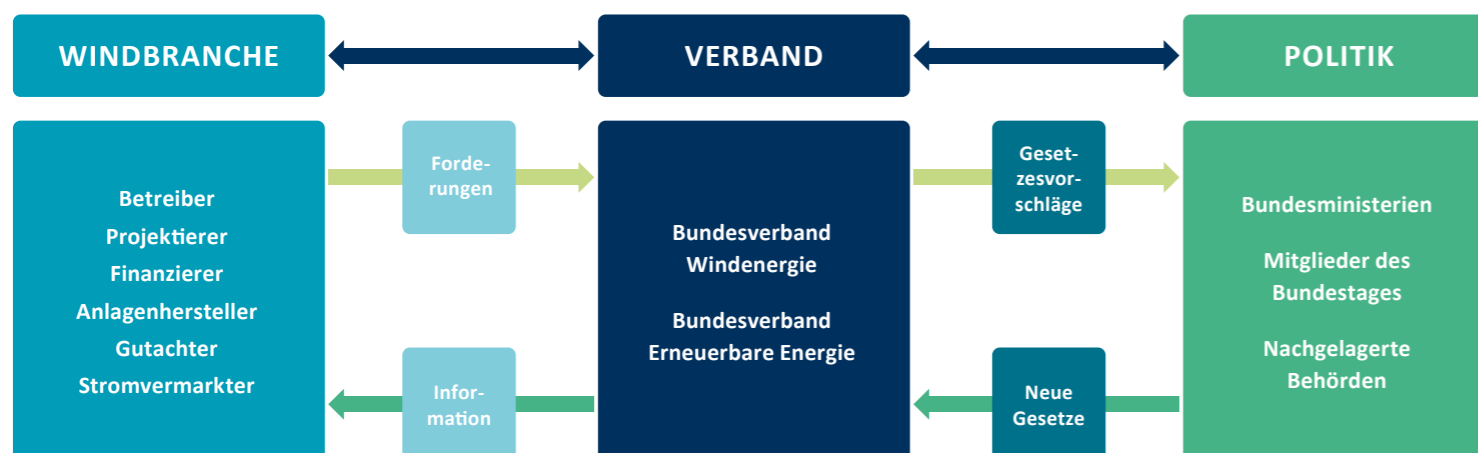 WINDBRANCHE
VERBAND
POLITIK
Betreiber
Projektierer
Finanzierer
Anlagenhersteller
Gutachter
Stromvermarkter
Forde-
rungen
Infor-
mation
Bundesverband
Windenergie
Bundesverband
Erneuerbare Energie
Geset-
zesvor-
schläge
Neue
Gesetze
Bundesministerien
Mitglieder des
Bundestages
Nachgelagerte
Behörden